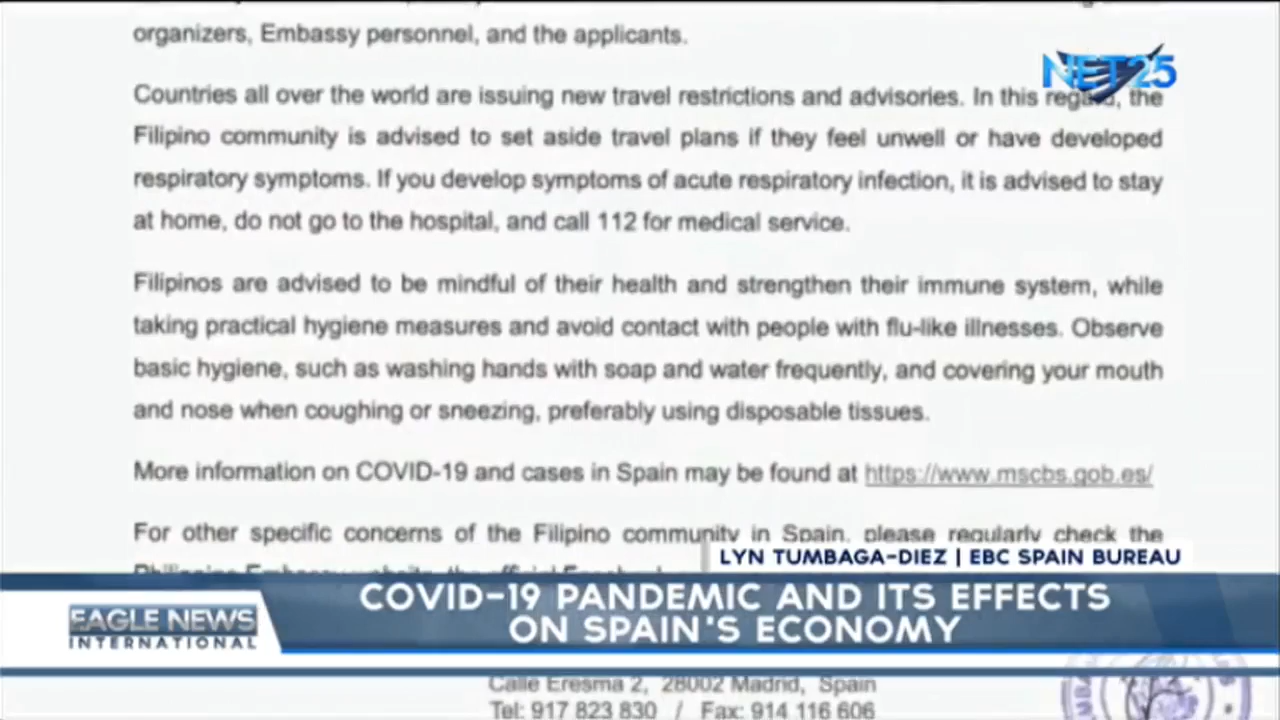 organizers, Embassy personnel, and the applicants.
NET25
Countries all over the world are issuing new travel restrictions and advisories. In this regard, the
Filipino community is advised to set aside travel plans if they feel unwell or have developed
respiratory symptoms. If you develop symptoms of acute respiratory infection, it is advised to stay
at home, do not go to the hospital, and call 112 for medical service.
Filipinos are advised to be mindful of their health and strengthen their immune system, while
taking practical hygiene measures and avoid contact with people with flu-like illnesses. Observe
basic hygiene, such as washing hands with soap and water frequently, and covering your mouth
and nose when coughing or sneezing, preferably using disposable tissues.
More information on COVID-19 and cases in Spain may be found at https://www.mscbs.gob.es/
For other specific concerns of the Filipino community in Spain, please regularly check the
LYN TUMBAGA-DIEZ | EBC SPAIN BUREAU
EAGLE NEWS
INTERNATIONAL
COVID-19 PANDEMIC AND ITS EFFECTS
ON SPAIN'S ECONOMY
Calle Eresma 2, 28002 Madrid, Spain
Tel: 917 823 830 / Fax: 914 116 606